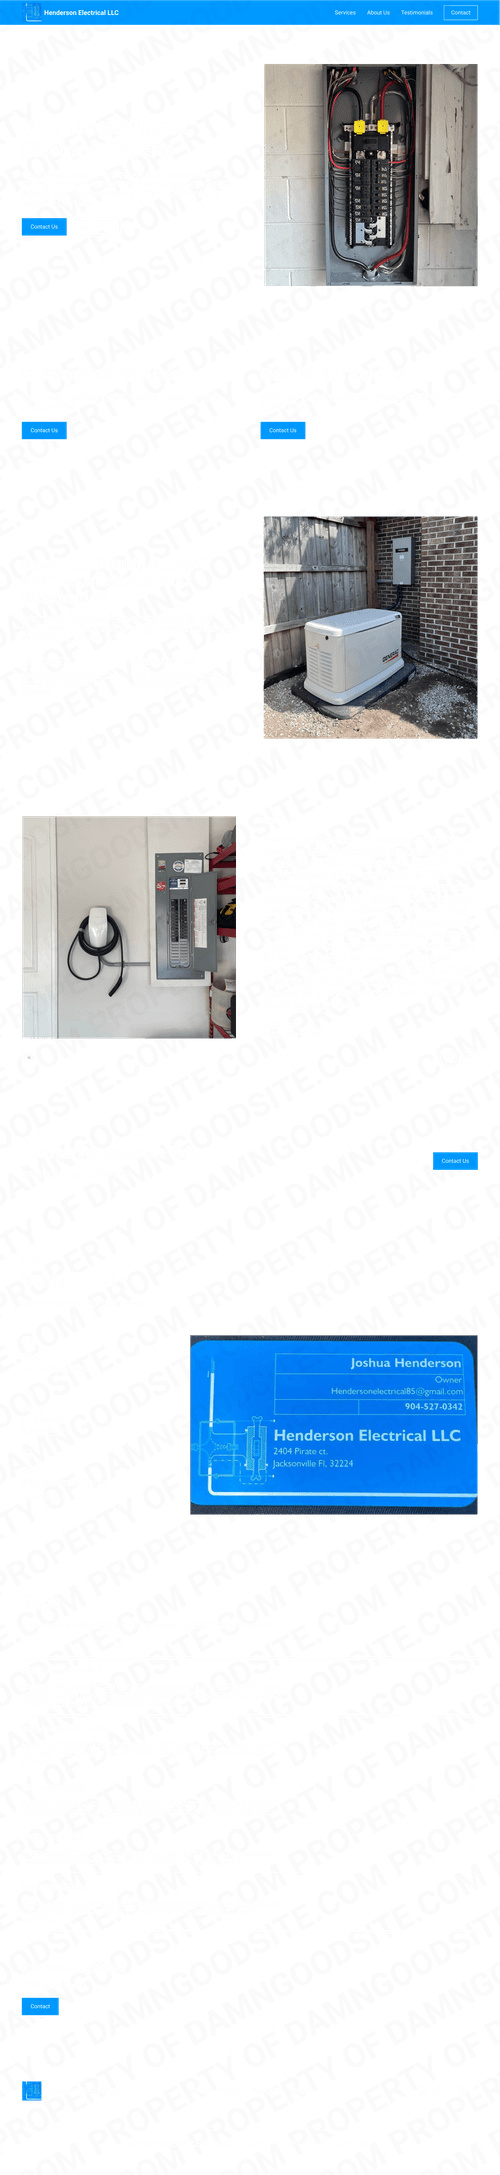 Henderson Electrical LLC
Services
About Us
Testimonials
Contact
Contact Us
Contact Us
Contact Us
GENERAC
Contact Us
Joshua Henderson
Owner
Hendersonelectrical85@gmail.com
904-527-0342
Henderson Electrical LLC
2404 Pirate ct.
Jacksonville Fl, 32224
Contact
PROPERTY OF DAMNGOODSITE.COM